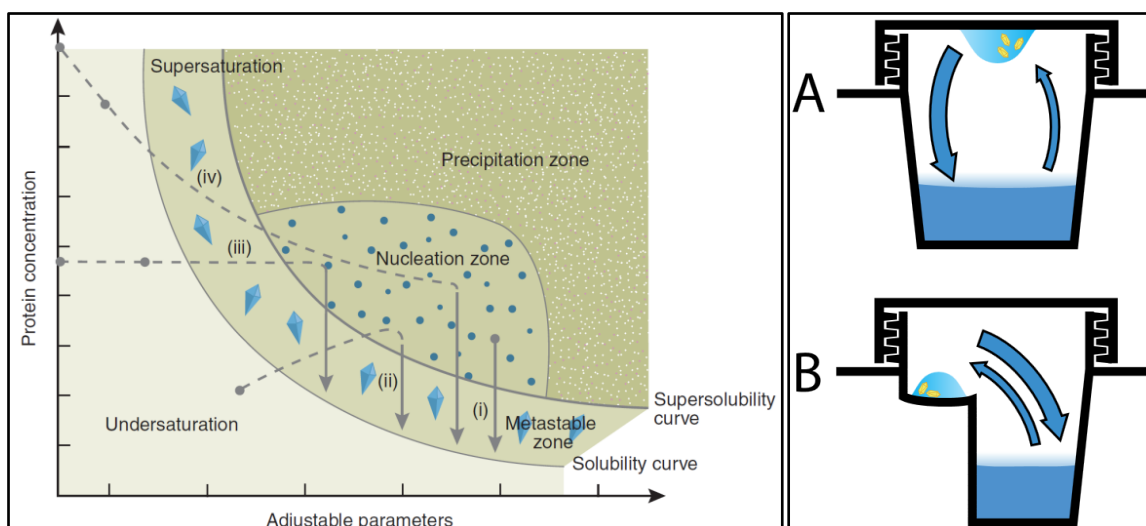 Supersaturation
(iv)
Precipitation zone
(iii)
Nucleation zone
Protein concentration
(ii)
(i)
Undersaturation
Metastable
zone
Supersolubility
curve
Solubility curve
Adjustable parameters
A
B